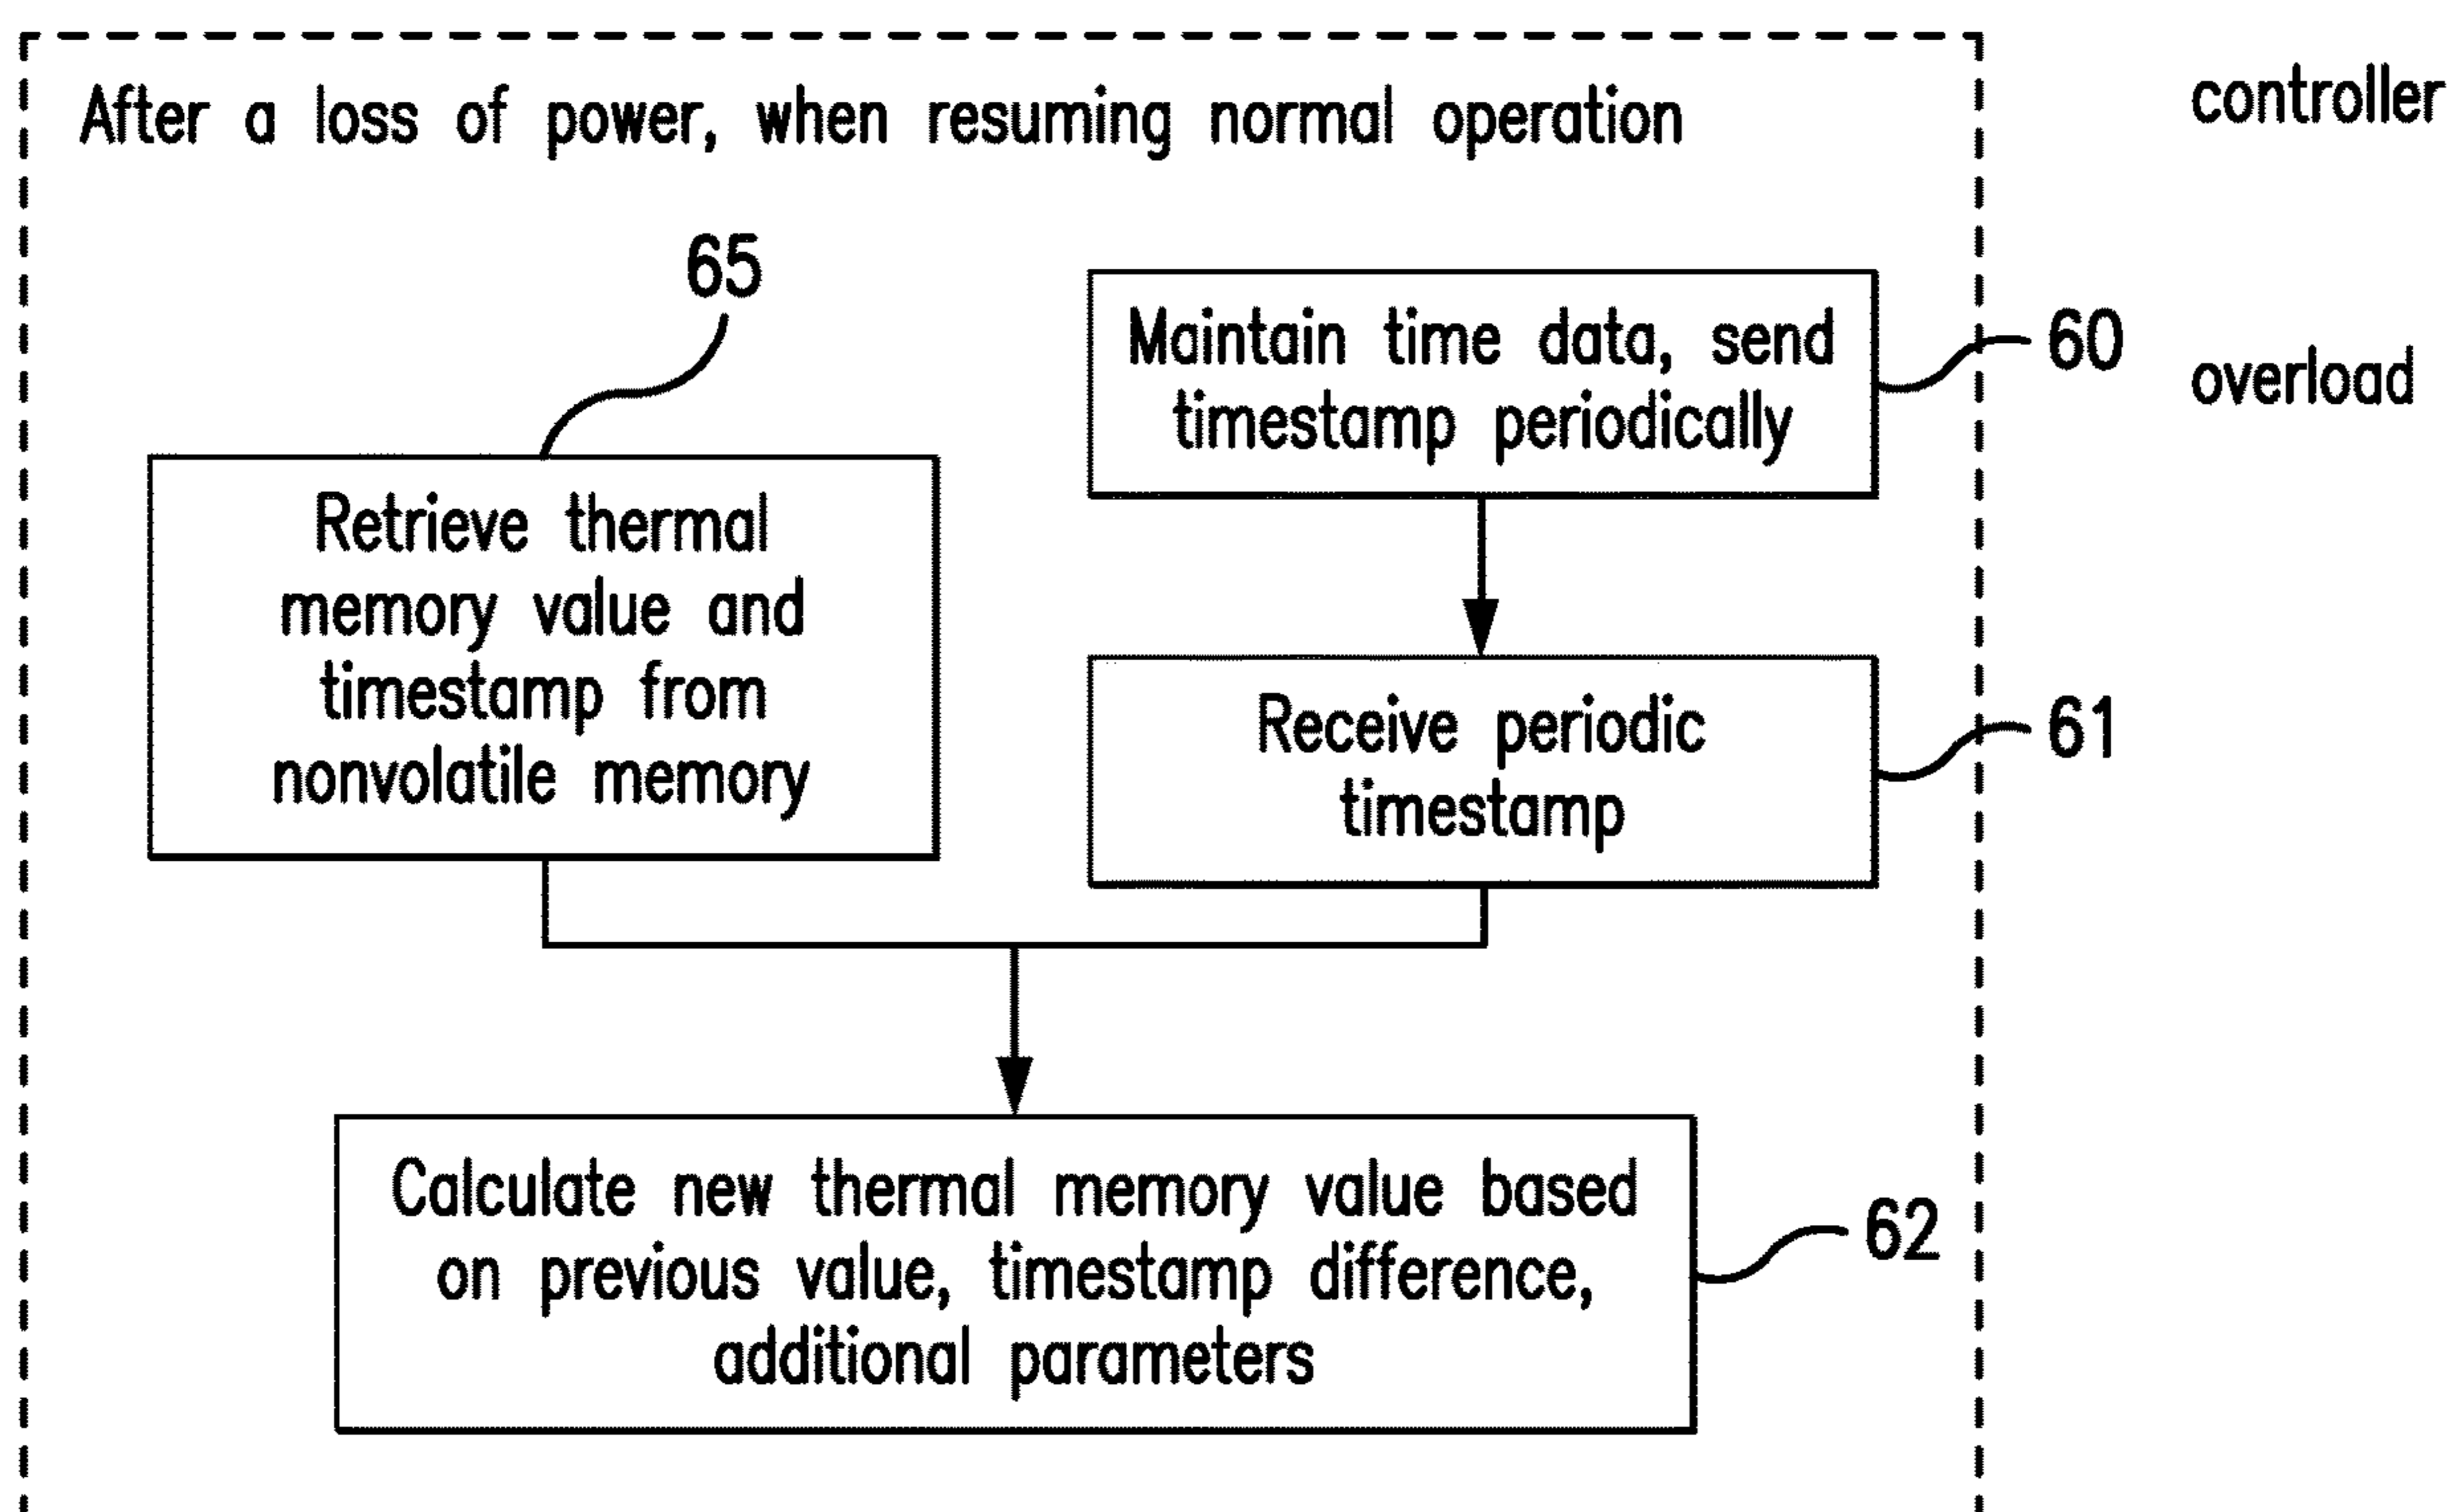 After a loss of power, when resuming normal operation
controller
65
Maintain time data, send
timestamp periodically
60
overload
Retrieve thermal
memory value and
timestamp from
nonvolatile memory
Receive periodic
timestamp
61
Calculate new thermal memory value based
on previous value, timestamp difference,
additional parameters
62